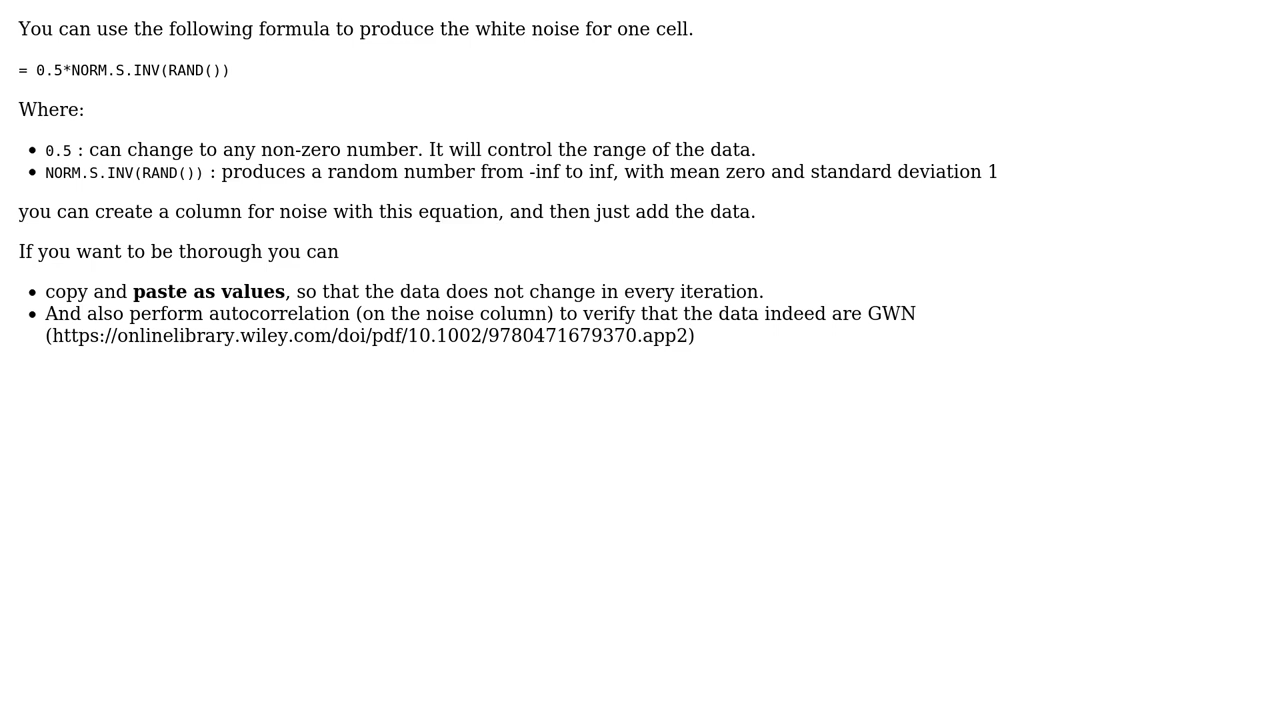 You can use the following formula to produce the white noise for one cell.
= 0.5*NORM.S.INV(RAND())
Where:
• 0.5 : can change to any non-zero number. It will control the range of the data.
• NORM.S.INV(RAND()) : produces a random number from -inf to inf, with mean zero and standard deviation 1
you can create a column for noise with this equation, and then just add the data.
If you want to be thorough you can
• copy and paste as values, so that the data does not change in every iteration.
• And also perform autocorrelation (on the noise column) to verify that the data indeed are GWN
(https://onlinelibrary.wiley.com/doi/pdf/10.1002/9780471679370.app2)